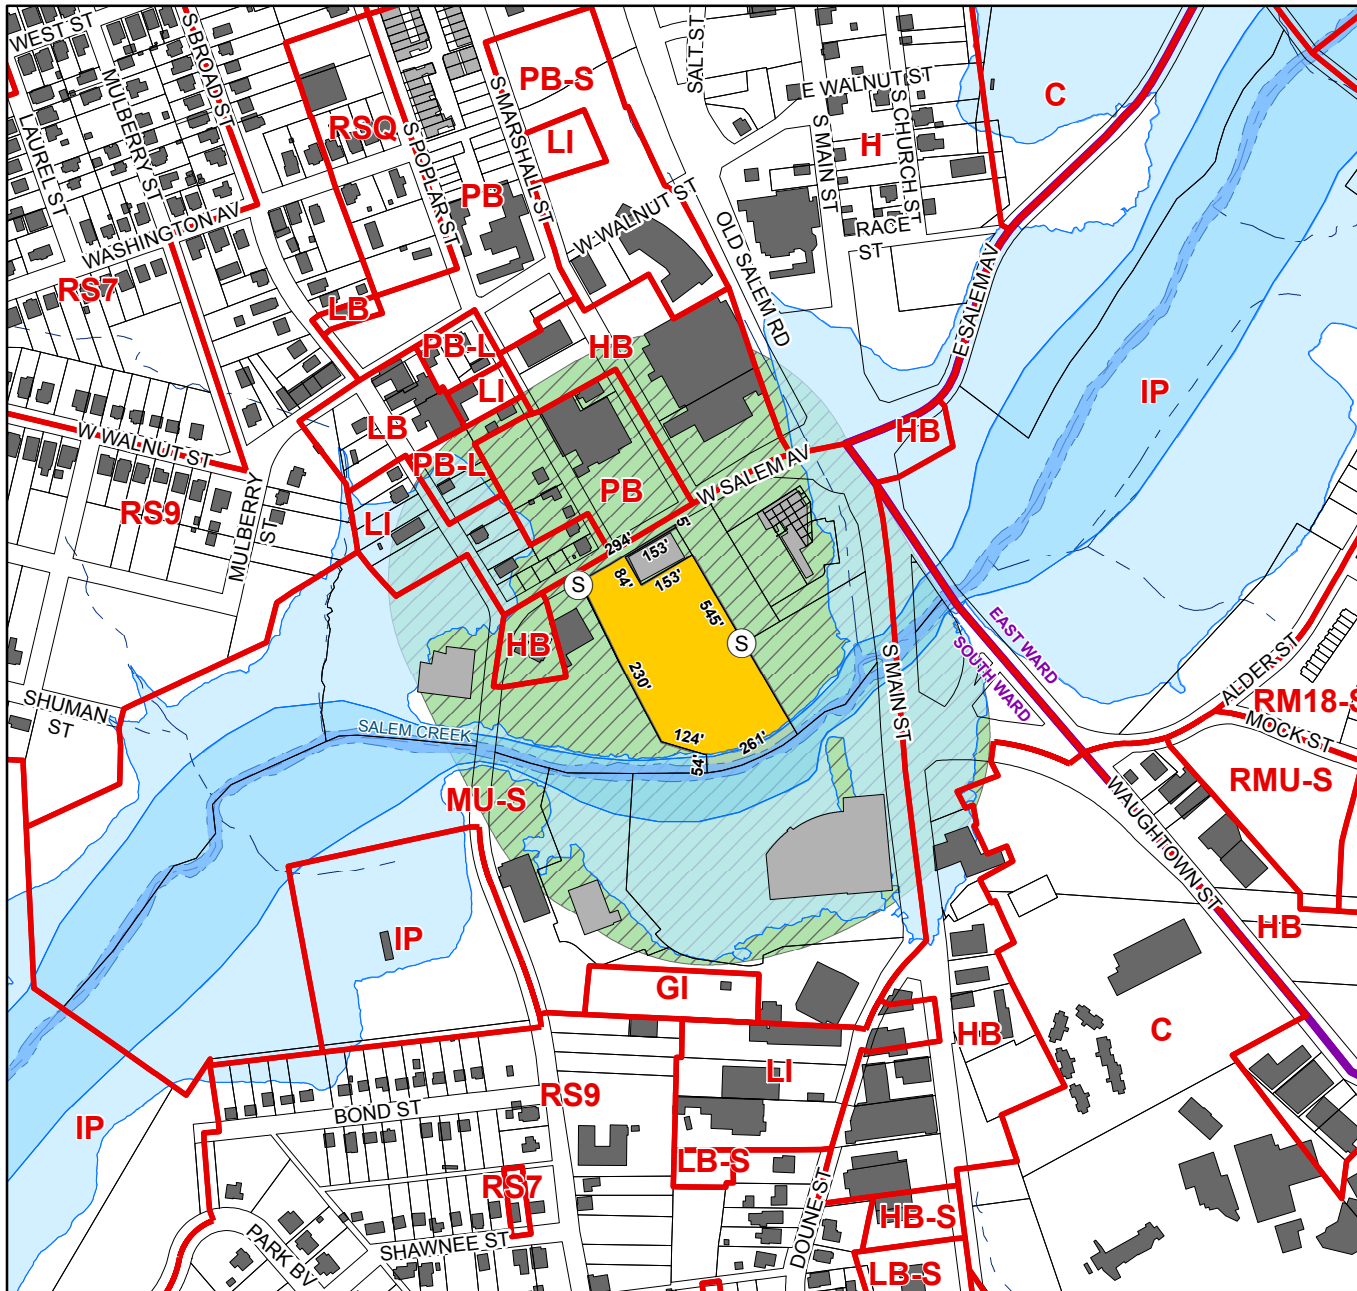 WEST ST
S BROAD ST
MULBERRY ST
LAUREL ST
WASHINGTON AV
RS7
RSQ
S POPLAR ST
PB
S MARSHALL ST
PB-S
LI
W WALNUT ST
SALT ST
OLD SALEM RD
E WALNUT ST
S MAIN ST
S CHURCH ST
H
RACE
ST
C
E SALEM AV
IP
HB
LB
PB-L
LI
HB
LB
PB-L
PB
W SALEM AV
LI
W WALNUT ST
RS9
MULBERRY
ST
294'
5'
153'
153'
84'
545'
230'
124'
54'
261'
S
S
HB
SALEM CREEK
MU-S
S MAIN ST
EAST WARD
SOUTH WARD
SHUMAN
ST
ALDER ST
RM18-S
MOCK ST
RMU-S
WAUGHTOWN ST
HB
IP
GI
HB
C
LI
RS9
BOND ST
IP
LB-S
RS7
SHAWNEE ST
PARK BV
DOUNE ST
HB-S
LB-S